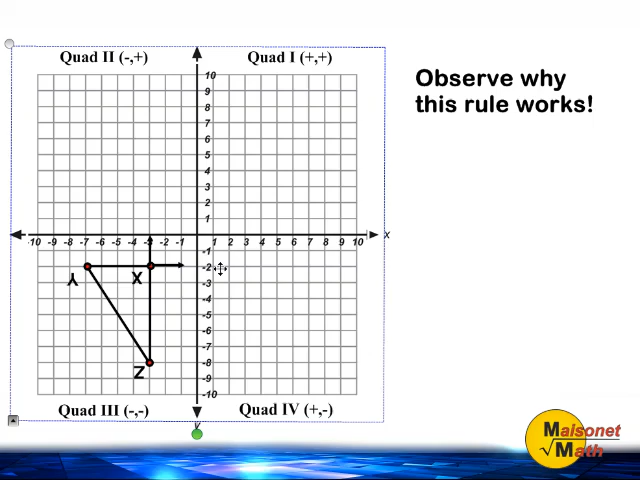 Quad II (-,+)
Quad I (+,+)
Observe why
this rule works!
10
9
8
7
6
5
4
3
2
1
x
-10 -9 -8 -7 -6 -5 -4 -3 -2 -1 1 2 3 4 5 6 7 8 9 10
-1
-2
-3
-4
-5
-6
-7
-8
-9
-10
Y
X
Z
Quad III (-,-)
Quad IV (+,-)
y
Maisonet
√Math